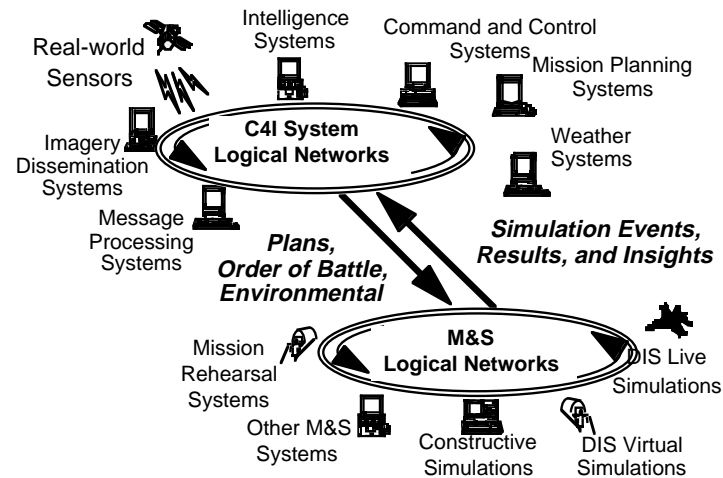 Real-world
Sensors
Intelligence
Systems
Command and Control
Systems
Mission Planning
Systems
Imagery
Dissemination
Systems
C4I System
Logical Networks
Weather
Systems
Message
Processing
Systems
Plans,
Order of Battle,
Environmental
Simulation Events,
Results, and Insights
Mission
Rehearsal
Systems
M&S
Logical Networks
DIS Live
Simulations
Other M&S
Systems
Constructive
Simulations
DIS Virtual
Simulations